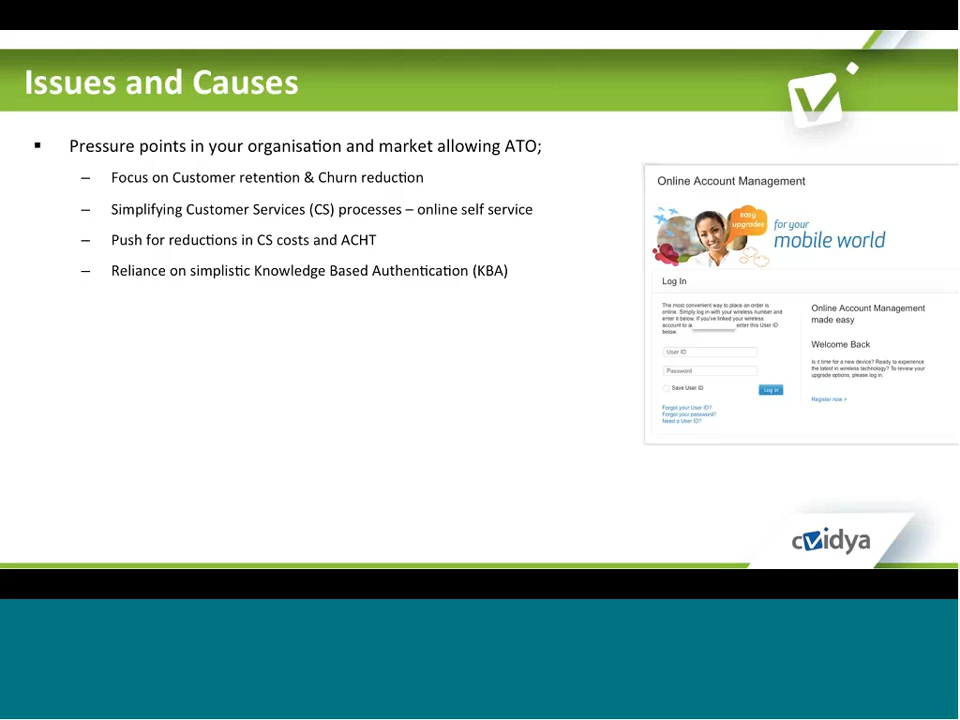 Issues and Causes
▪ Pressure points in your organisation and market allowing ATO;
– Focus on Customer retention & Churn reduction
– Simplifying Customer Services (CS) processes – online self service
– Push for reductions in CS costs and ACHT
– Reliance on simplistic Knowledge Based Authentication (KBA)
Online Account Management
easy
upgrades
for your
mobile world
Log In
The most convenient way to place an order is
online. Simply log in with your wireless number and
enter it below. If you've linked your wireless
account to a enter this User ID
below.
User ID
Password
Save User ID
Log in
Forgot your User ID?
Forgot your password?
Need a User ID?
Online Account Management
made easy
Welcome Back
Is it time for a new device? Ready to experience
the latest in wireless technology? To review your
upgrade options, please log in.
Register now >
cvidya